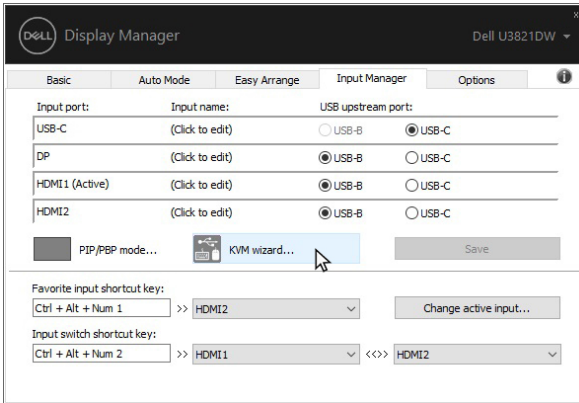 DELL Display Manager Dell U3821DW
Basic Auto Mode Easy Arrange Input Manager Options
Input port: Input name: USB upstream port:
USB-C (Click to edit) USB-B USB-C
DP (Click to edit) USB-B USB-C
HDMI1 (Active) (Click to edit) USB-B USB-C
HDMI2 (Click to edit) USB-B USB-C
PIP/PBP mode... KVM wizard... Save
Favorite input shortcut key:
Ctrl + Alt + Num 1 >> HDMI2 Change active input...
Input switch shortcut key:
Ctrl + Alt + Num 2 >> HDMI1 <<>> HDMI2